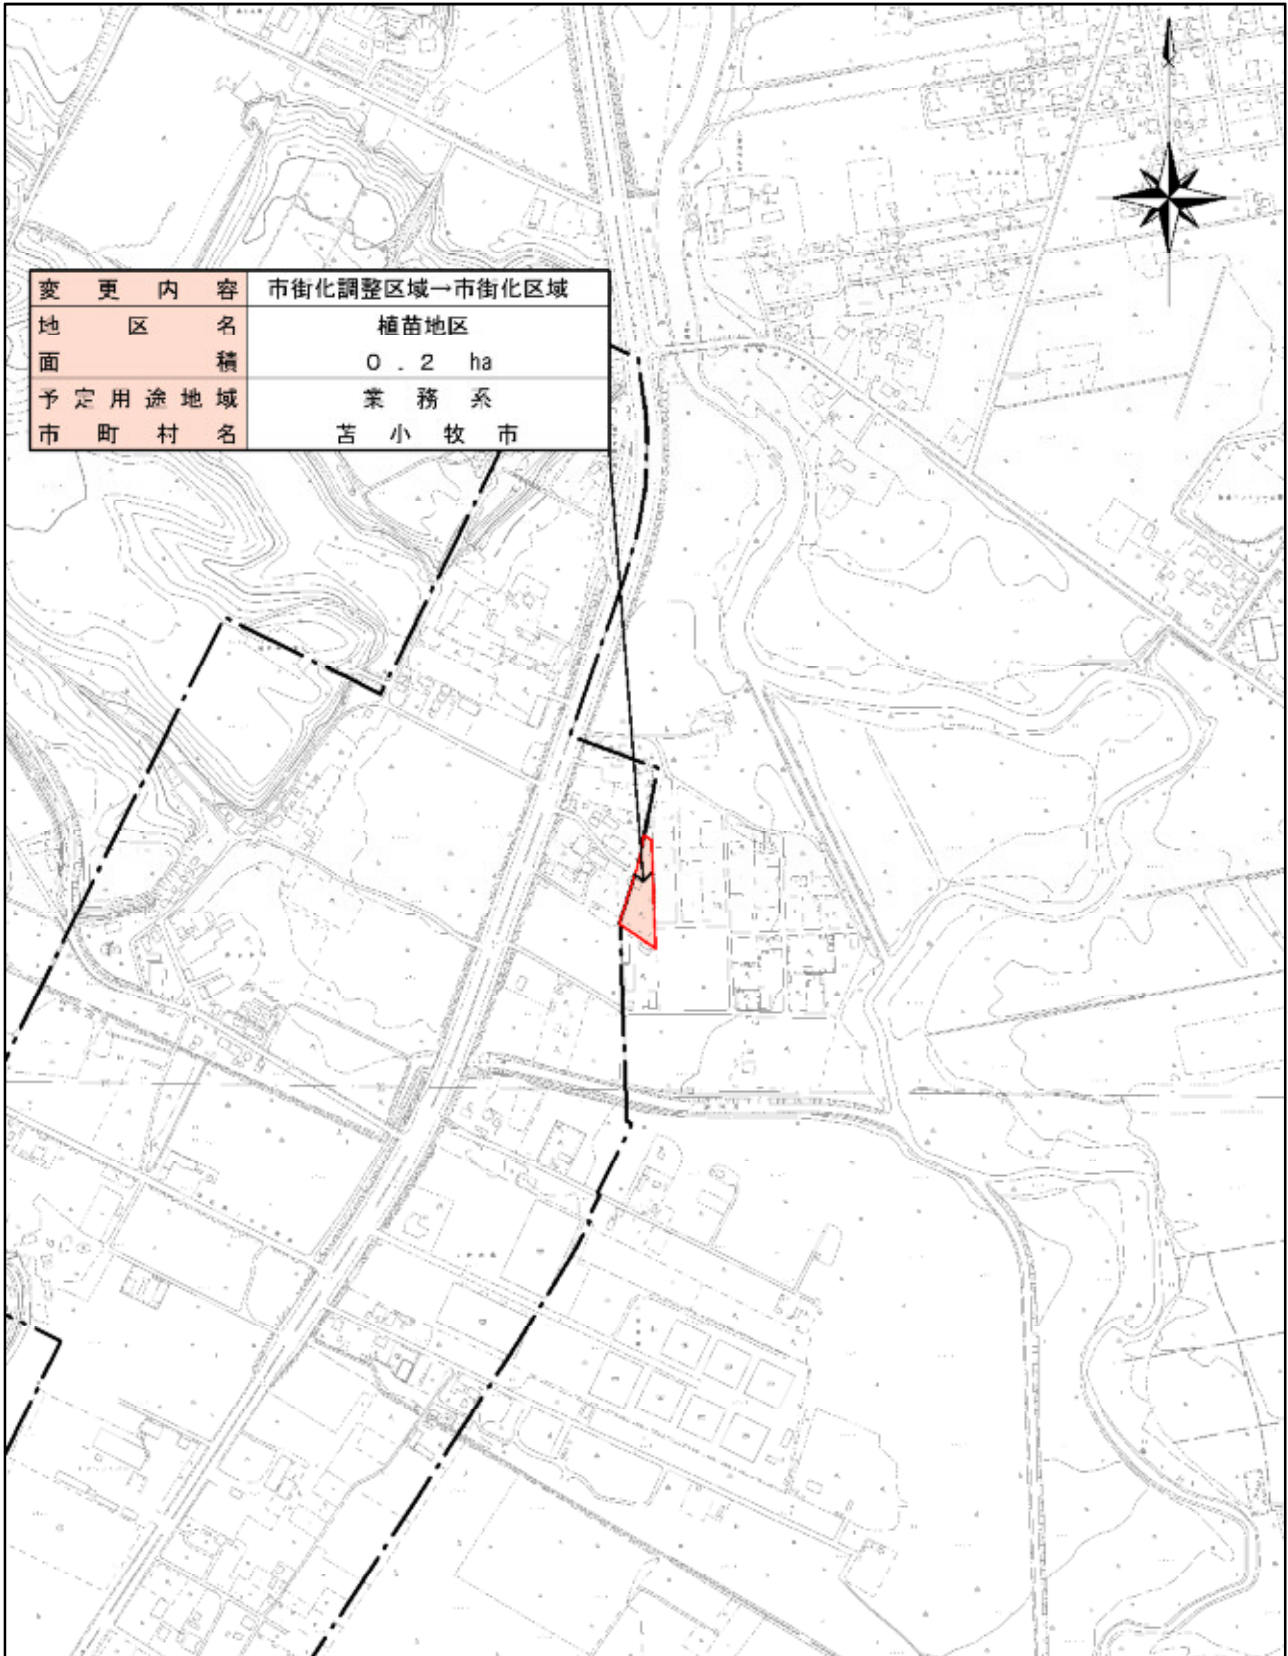 変更内容 市街化調整区域→市街化区域
地区名 植苗地区
面積 0.2 ha
予定用途地域 業務系
市町村名 苫小牧市